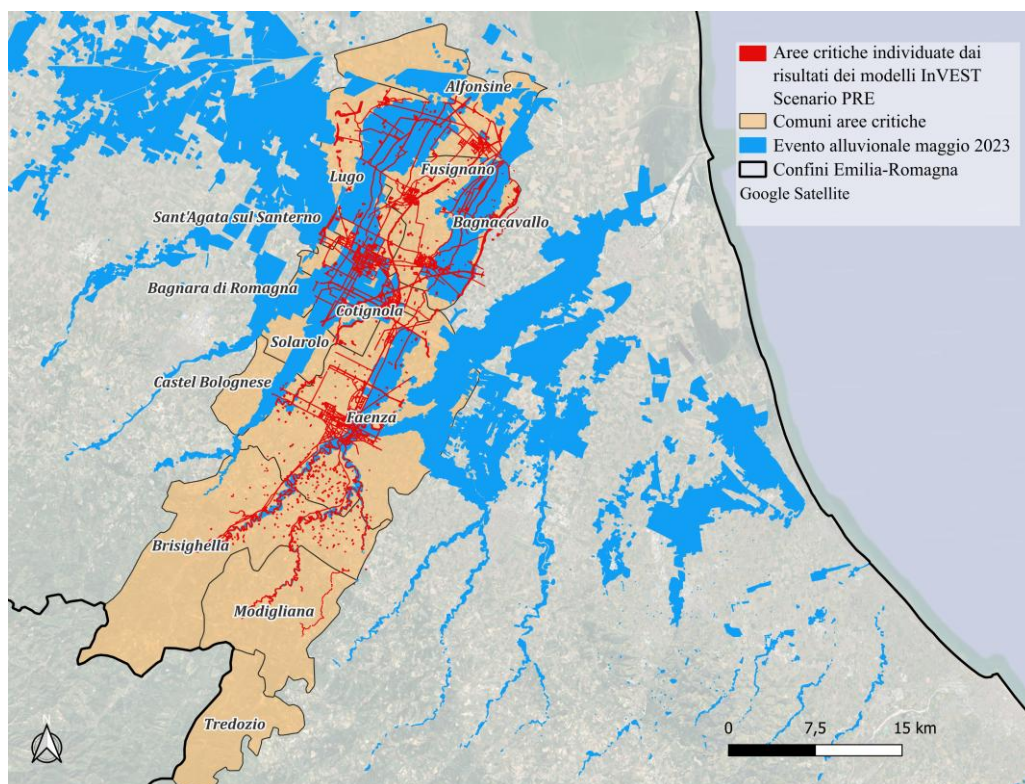 Aree critiche individuate dai
risultati dei modelli InVEST
Scenario PRE
Comuni aree critiche
Evento alluvionale maggio 2023
Confini Emilia-Romagna
Google Satellite
Alfonsine
Lugo
Fusignano
Sant'Agata sul Santerno
Bagnacavallo
Bagnara di Romagna
Cotignola
Solarolo
Castel Bolognese
Faenza
Brisighella
Modigliana
Tredozio
0 7,5 15 km